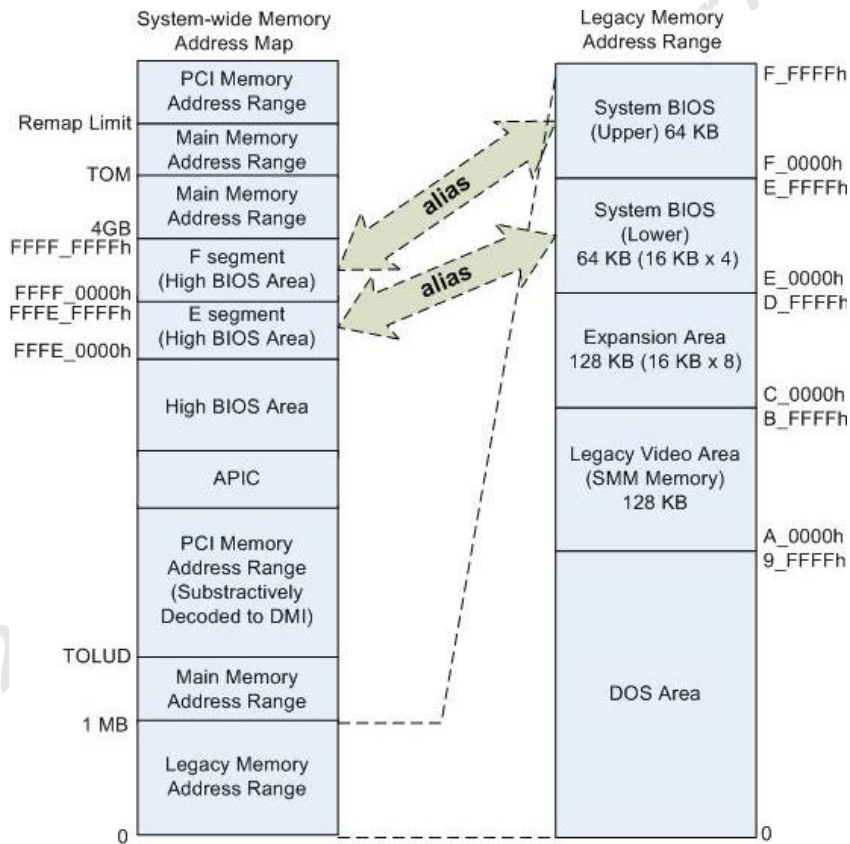 System-wide Memory
Address Map
PCI Memory
Address Range
Remap Limit
Main Memory
Address Range
TOM
Main Memory
Address Range
4GB
FFFF_FFFFh
F segment
(High BIOS Area)
FFFF_0000h
FFFE_FFFFh
E segment
(High BIOS Area)
FFFE_0000h
High BIOS Area
APIC
PCI Memory
Address Range
(Substractively
Decoded to DMI)
TOLUD
Main Memory
Address Range
1 MB
Legacy Memory
Address Range
0
alias
alias
Legacy Memory
Address Range
F_FFFFh
System BIOS
(Upper) 64 KB
F_0000h
E_FFFFh
System BIOS
(Lower)
64 KB (16 KB x 4)
E_0000h
D_FFFFh
Expansion Area
128 KB (16 KB x 8)
C_0000h
B_FFFFh
Legacy Video Area
(SMM Memory)
128 KB
A_0000h
9_FFFFh
DOS Area
0